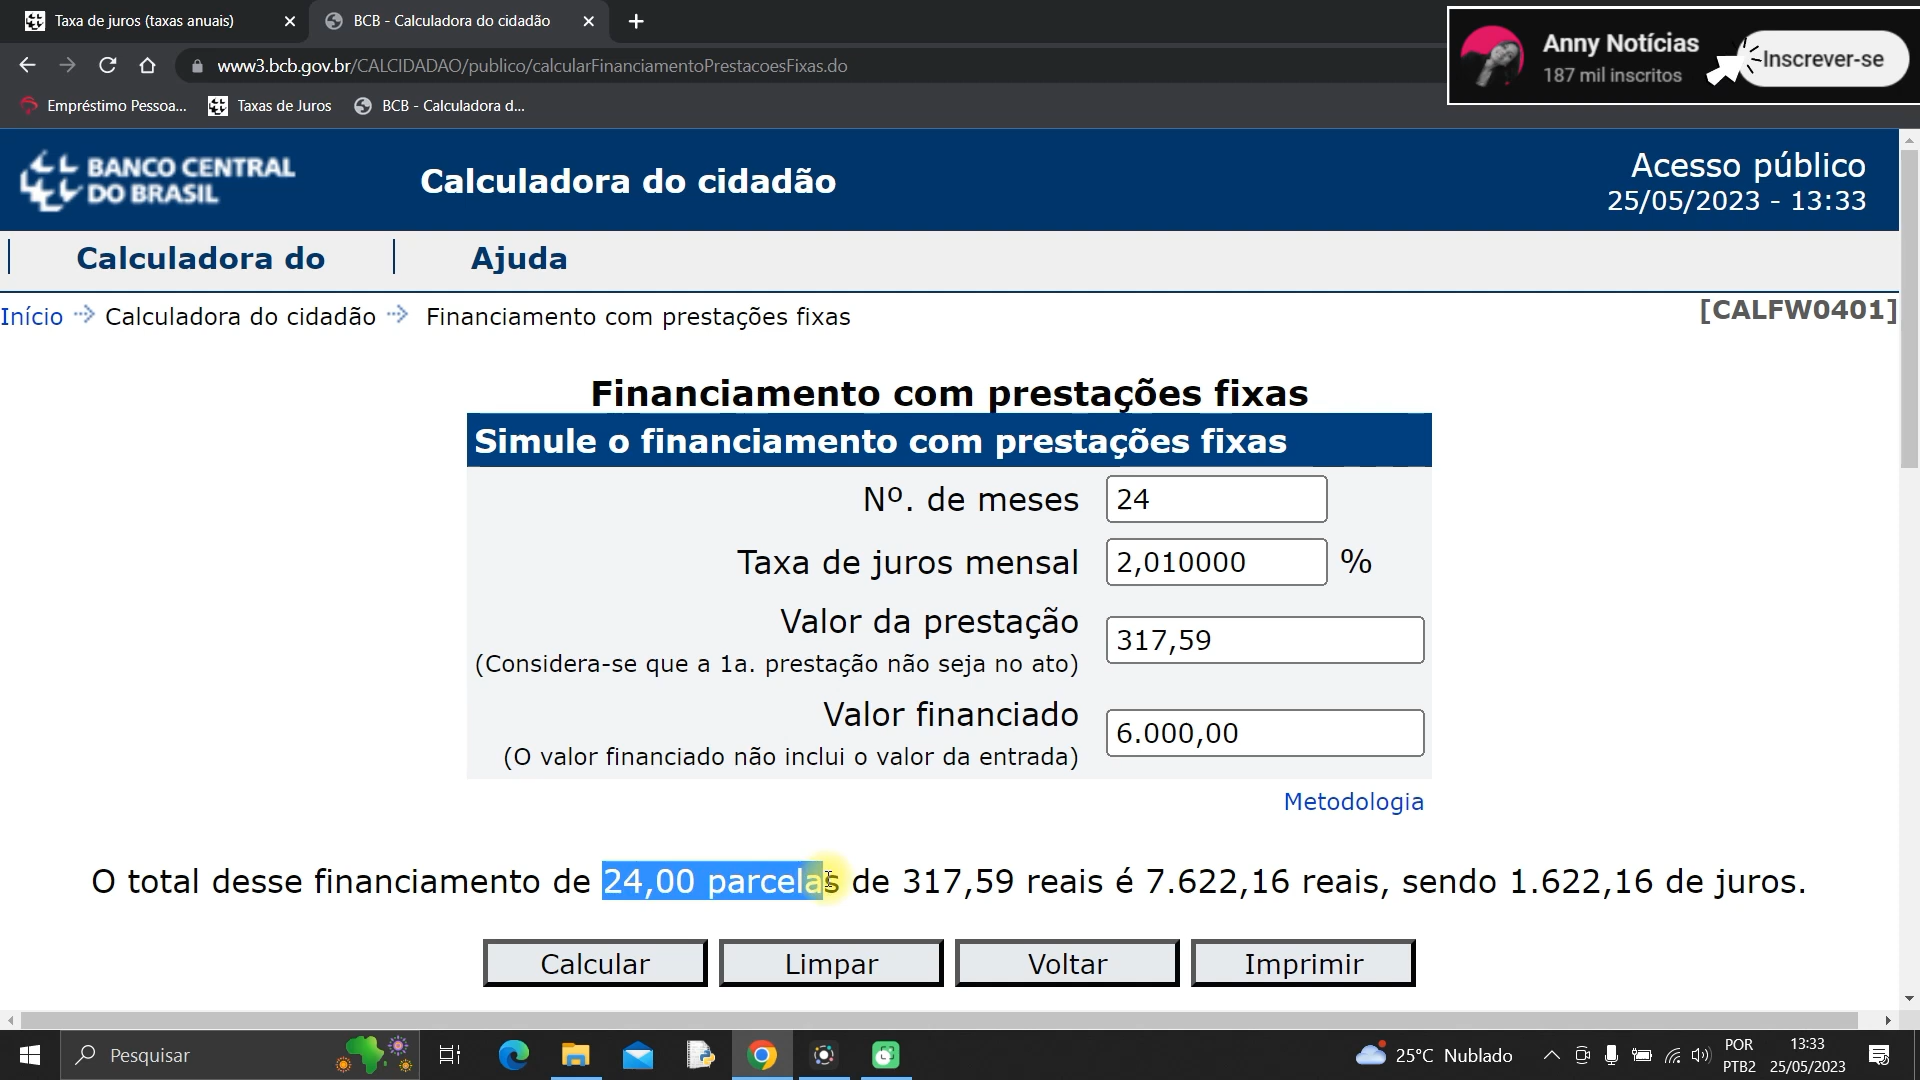 Taxa de juros (taxas anuais)
BCB - Calculadora do cidadão
Anny Notícias
187 mil inscritos
Inscrever-se
www3.bcb.gov.br/CALCIDADAO/publico/calcularFinanciamentoPrestacoesFixas.do
Empréstimo Pessoa...
Taxas de Juros
BCB - Calculadora d...
BANCO CENTRAL
DO BRASIL
Calculadora do cidadão
Acesso público
25/05/2023 - 13:33
Calculadora do
Ajuda
Início
Calculadora do cidadão
Financiamento com prestações fixas
[CALFW0401]
Financiamento com prestações fixas
Simule o financiamento com prestações fixas
Nº. de meses
24
Taxa de juros mensal
2,010000
%
Valor da prestação
(Considera-se que a 1a. prestação não seja no ato)
317,59
Valor financiado
(O valor financiado não inclui o valor da entrada)
6.000,00
Metodologia
O total desse financiamento de 24,00 parcelas de 317,59 reais é 7.622,16 reais, sendo 1.622,16 de juros.
Calcular
Limpar
Voltar
Imprimir
Pesquisar
25°C Nublado
POR
PTB2
13:33
25/05/2023